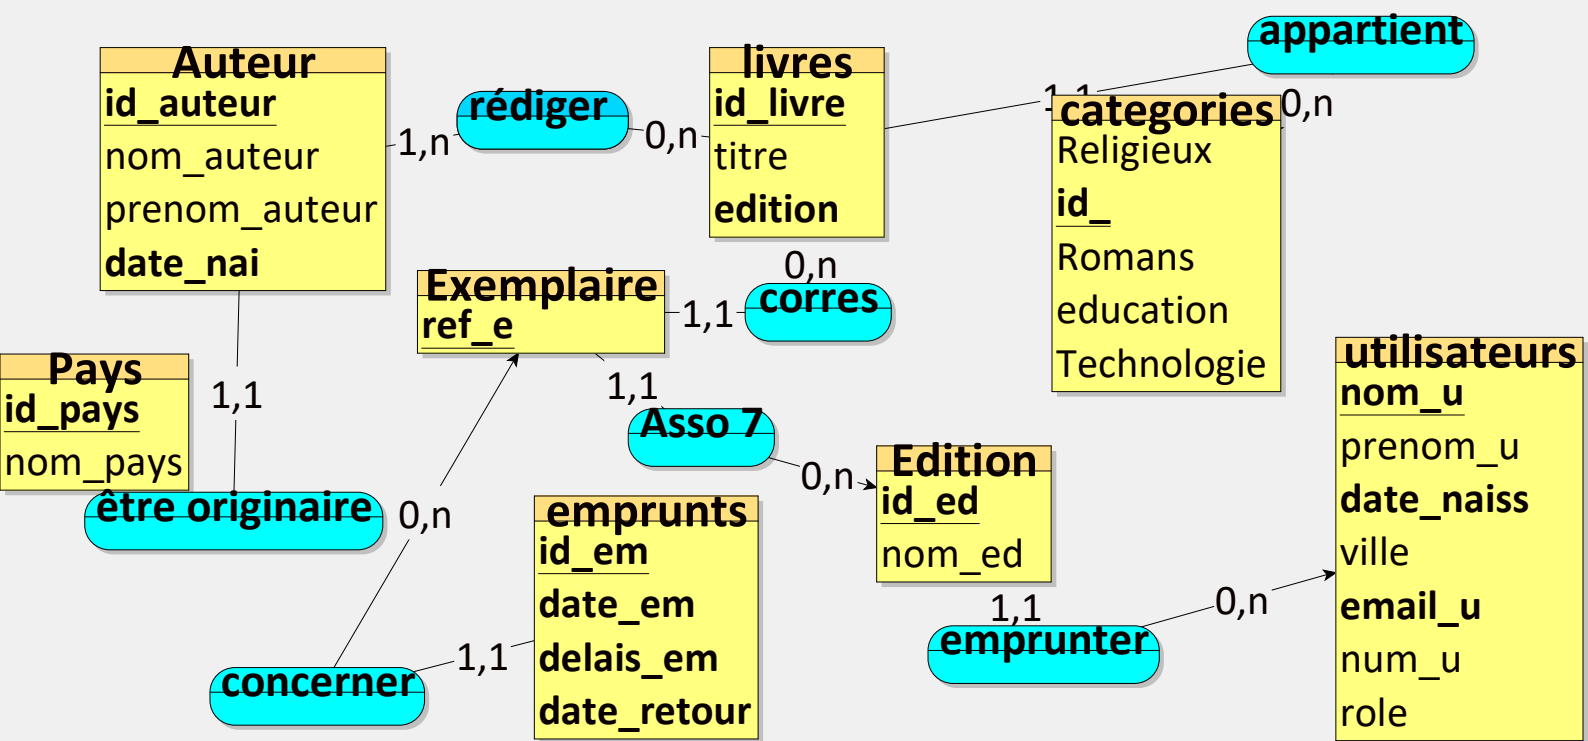 appartient
Auteur
id_auteur
nom_auteur
prenom_auteur
date_nai
1,n
rédiger
0,n
livres
id_livre
titre
edition
1,1
0,n
categories
Religieux
id_
Romans
education
Technologie
0,n
corres
1,1
Exemplaire
ref_e
Pays
id_pays
nom_pays
1,1
être originaire
1,1
Asso 7
0,n
Edition
id_ed
nom_ed
utilisateurs
nom_u
prenom_u
date_naiss
ville
email_u
num_u
role
0,n
emprunts
id_em
date_em
delais_em
date_retour
1,1
concerner
1,1
emprunter
0,n